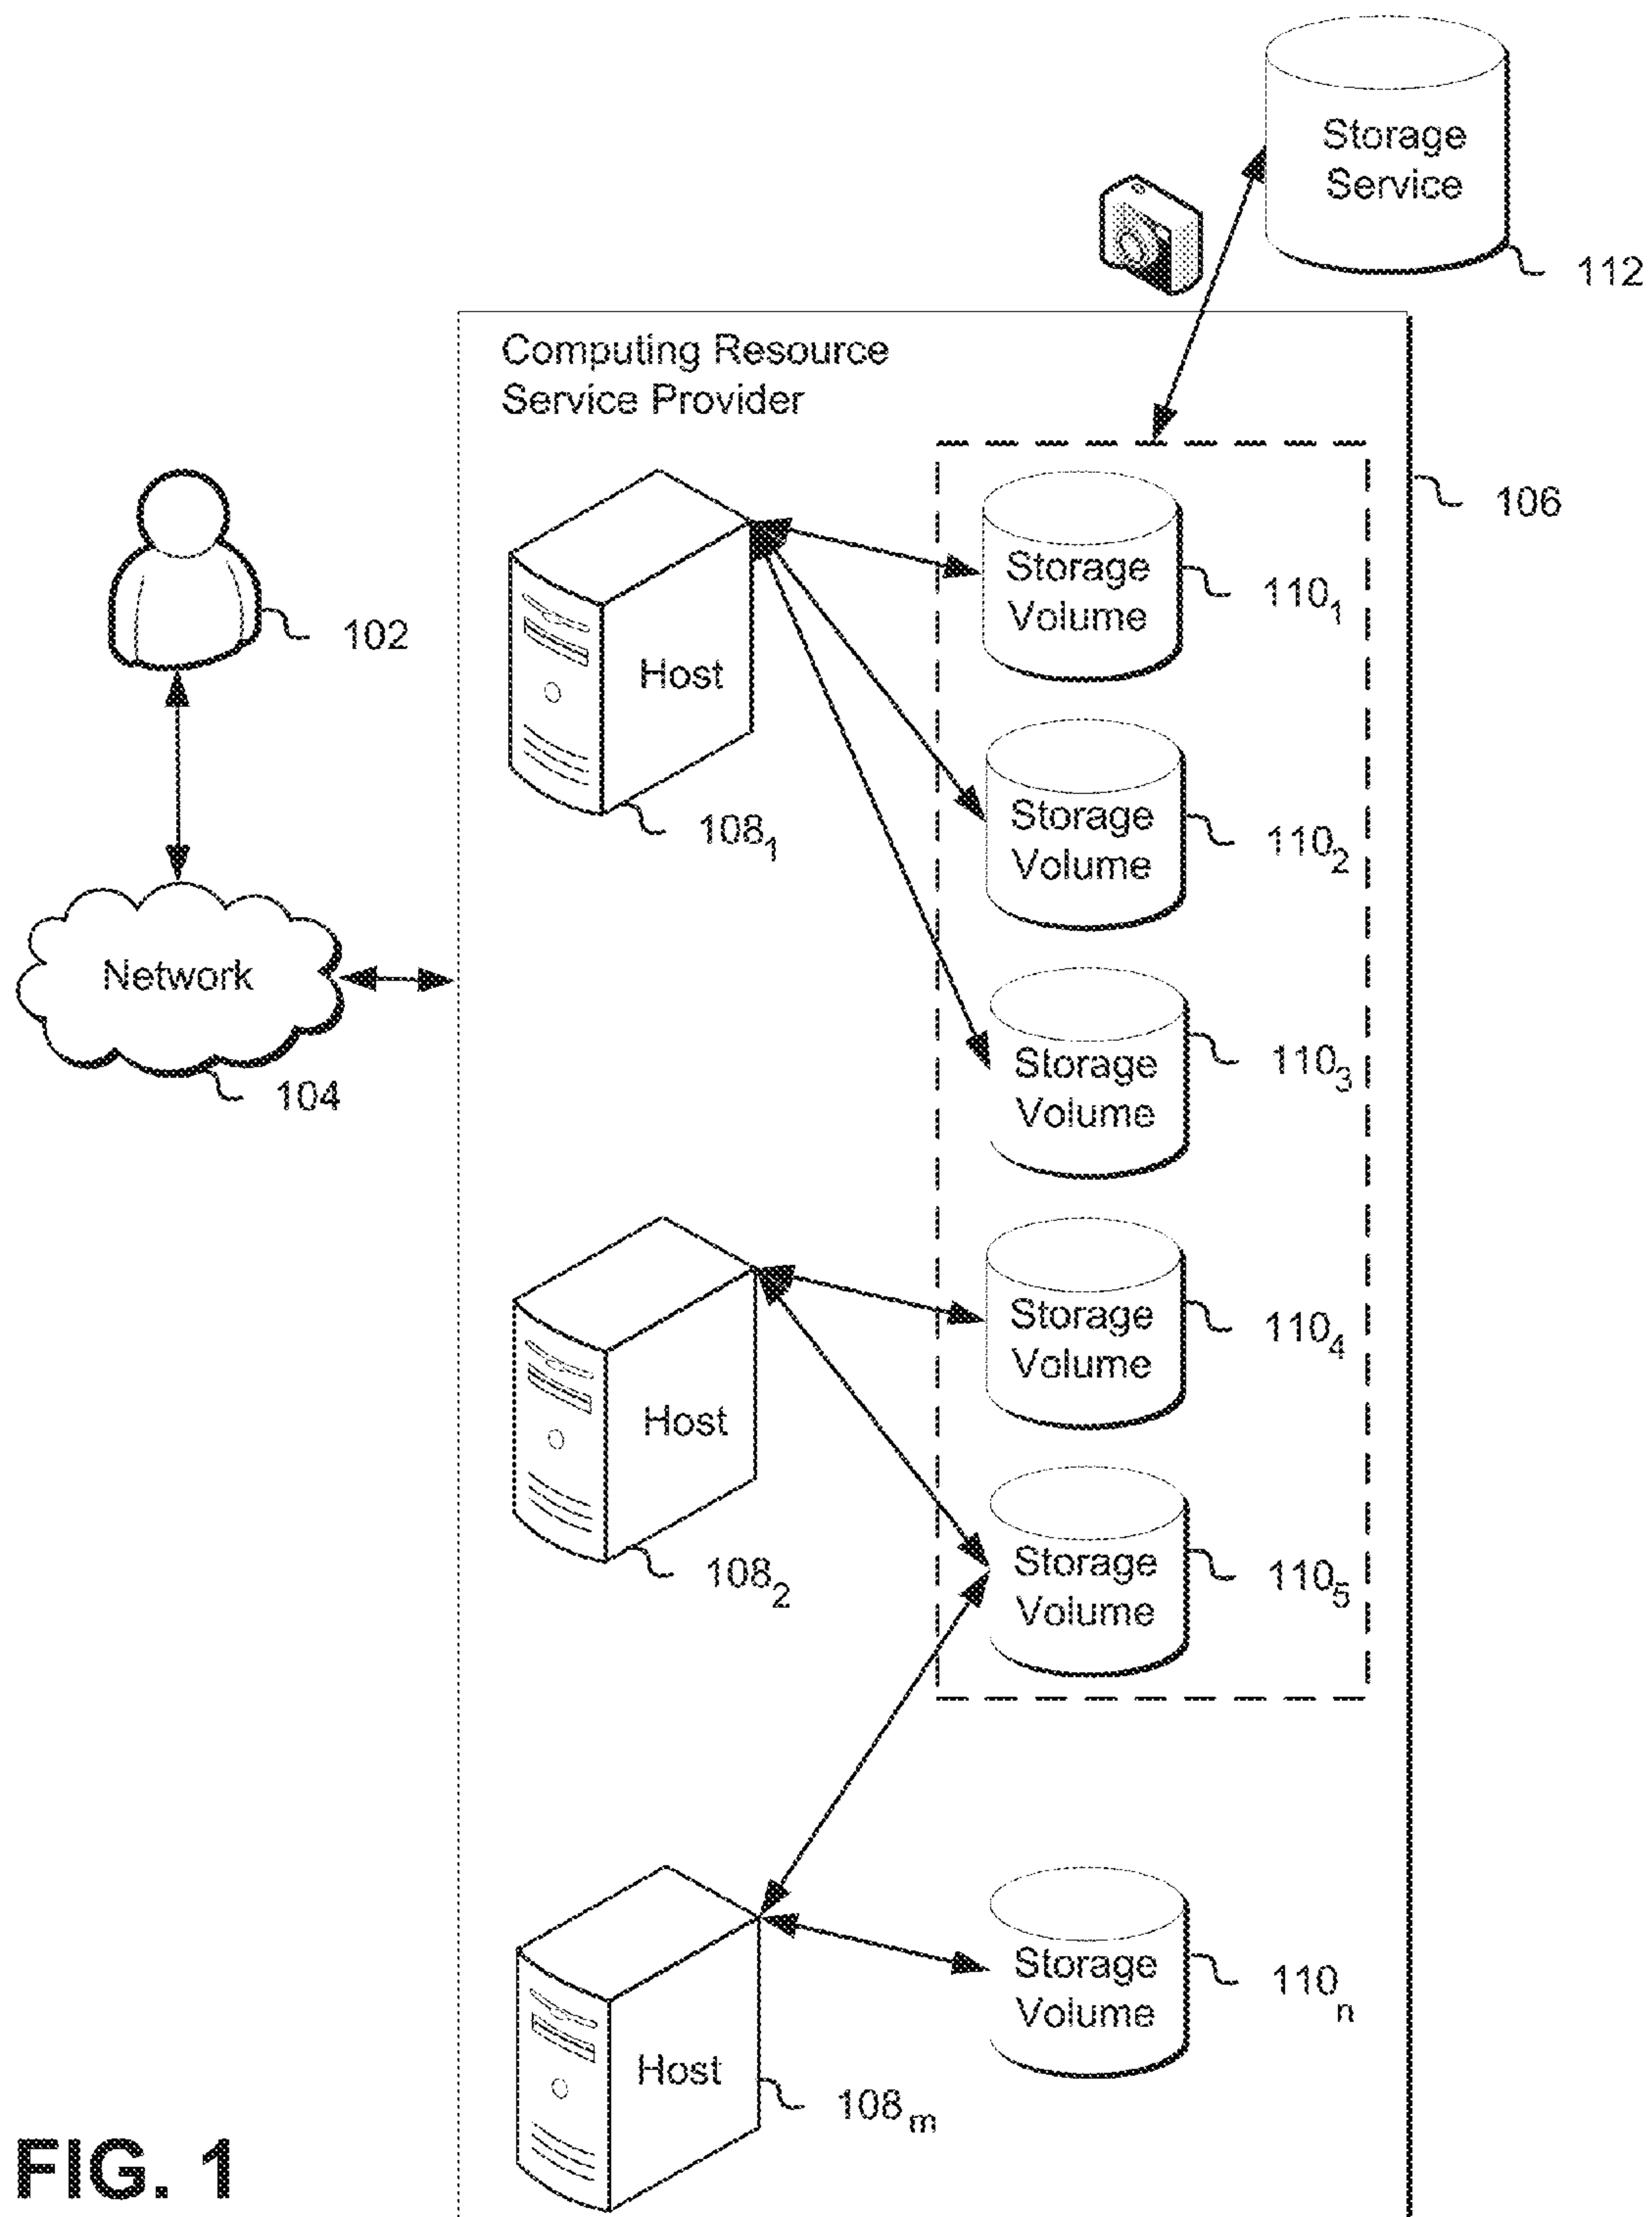 Storage
Service
112
Computing Resource
Service Provider
106
Storage
Volume
110₁
102
Host
108₁
Storage
Volume
110₂
Network
104
Storage
Volume
110₃
Storage
Volume
110₄
Host
108₂
Storage
Volume
110₅
Storage
Volume
110ₙ
Host
108ₘ
FIG. 1